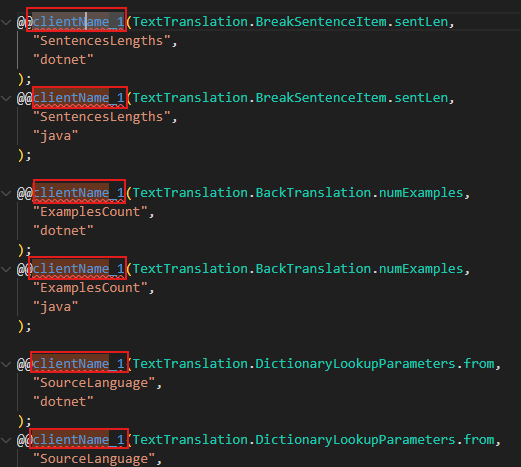 @@clientName_1(TextTranslation.BreakSentenceItem.sentLen,
"SentencesLengths",
"dotnet"
);
@@clientName_1(TextTranslation.BreakSentenceItem.sentLen,
"SentencesLengths",
"java"
);
@@clientName_1(TextTranslation.BackTranslation.numExamples,
"ExamplesCount",
"dotnet"
);
@@clientName_1(TextTranslation.BackTranslation.numExamples,
"ExamplesCount",
"java"
);
@@clientName_1(TextTranslation.DictionaryLookupParameters.from,
"SourceLanguage",
"dotnet"
);
@@clientName_1(TextTranslation.DictionaryLookupParameters.from,
"SourceLanguage",